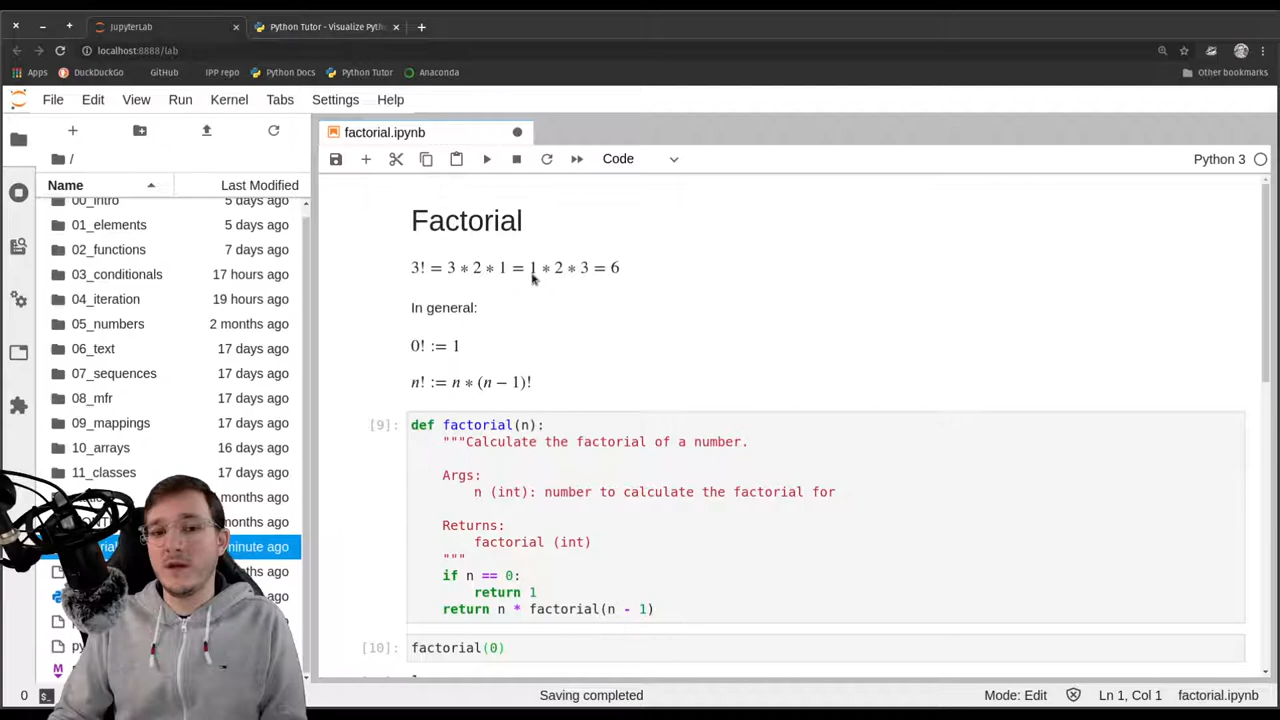 JupyterLab
Python Tutor - Visualize Pyth
localhost:8888/lab
Apps
DuckDuckGo
GitHub
IPP repo
Python Docs
Python Tutor
Anaconda
Other bookmarks
File Edit View Run Kernel Tabs Settings Help
/
Name Last Modified
00_intro 5 days ago
01_elements 5 days ago
02_functions 7 days ago
03_conditionals 17 hours ago
04_iteration 19 hours ago
05_numbers 2 months ago
06_text 17 days ago
07_sequences 17 days ago
08_mfr 17 days ago
09_mappings 17 days ago
10_arrays 16 days ago
11_classes 17 days ago
months ago
months ago
minute ago
ths ago
ago
py
M
factorial.ipynb
Code
Python 3
Factorial
3! = 3 ∗ 2 ∗ 1 = 1 ∗ 2 ∗ 3 = 6
In general:
0! := 1
n! := n ∗ (n − 1)!
[9]: def factorial(n):
"""Calculate the factorial of a number.
Args:
n (int): number to calculate the factorial for
Returns:
factorial (int)
"""
if n == 0:
return 1
return n * factorial(n - 1)
[10]: factorial(0)
0 $_ Saving completed Mode: Edit Ln 1, Col 1 factorial.ipynb